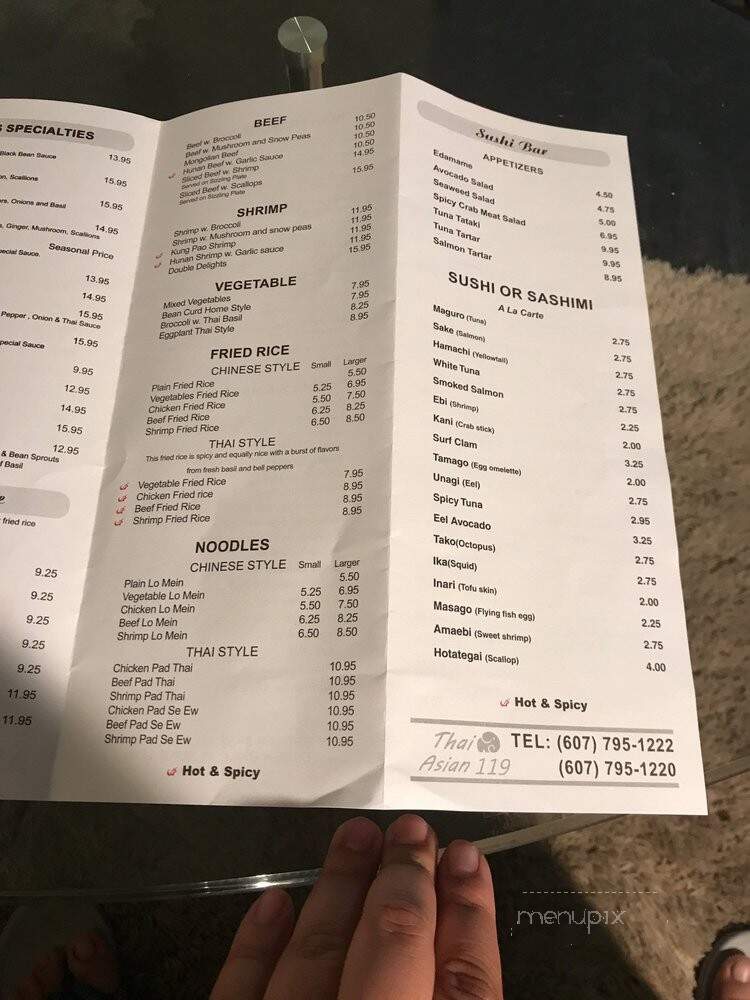 S SPECIALTIES
Black Bean Sauce 13.95
on, Scallions 15.95
ers, Onions and Basil 15.95
s, Ginger, Mushroom, Scallions 14.95
Seasonal Price
pecial Sauce.
13.95
14.95
15.95
Pepper , Onion & Thai Sauce
pecial Sauce 15.95
9.95
12.95
14.95
15.95
12.95
& Bean Sprouts
f Basil
fried rice
9.25
9.25
9.25
9.25
9.25
11.95
11.95
BEEF
Beef w. Broccoli 10.50
Beef w. Mushroom and Snow Peas 10.50
Mongolian Beef 10.50
Hunan Beef w. Garlic Sauce 10.50
Sliced Beef w. Shrimp 14.95
Served on Sizzling Plate
Sliced Beef w. Scallops 15.95
Served on Sizzling Plate
SHRIMP
Shrimp w. Broccoli 11.95
Shrimp w. Mushroom and snow peas 11.95
Kung Pao Shrimp 11.95
Hunan Shrimp w. Garlic sauce 11.95
Double Delights 15.95
VEGETABLE
Mixed Vegetables 7.95
Bean Curd Home Style 7.95
Broccoli w. Thai Basil 8.25
Eggplant Thai Style 8.95
FRIED RICE
CHINESE STYLE Small Larger
Plain Fried Rice 5.50
Vegetables Fried Rice 5.25 6.95
Chicken Fried Rice 5.50 7.50
Beef Fried Rice 6.25 8.25
Shrimp Fried Rice 6.50 8.50
THAI STYLE
This fried rice is spicy and equally nice with a burst of flavors
from fresh basil and bell peppers
Vegetable Fried Rice 7.95
Chicken Fried rice 8.95
Beef Fried Rice 8.95
Shrimp Fried Rice 8.95
NOODLES
CHINESE STYLE Small Larger
Plain Lo Mein 5.50
Vegetable Lo Mein 5.25 6.95
Chicken Lo Mein 5.50 7.50
Beef Lo Mein 6.25 8.25
Shrimp Lo Mein 6.50 8.50
THAI STYLE
Chicken Pad Thai 10.95
Beef Pad Thai 10.95
Shrimp Pad Thai 10.95
Chicken Pad Se Ew 10.95
Beef Pad Se Ew 10.95
Shrimp Pad Se Ew 10.95
Hot & Spicy
Sushi Bar
APPETIZERS
Edamame 4.50
Avocado Salad 4.75
Seaweed Salad 5.00
Spicy Crab Meat Salad 6.95
Tuna Tataki 9.95
Tuna Tartar 9.95
Salmon Tartar 8.95
SUSHI OR SASHIMI
A La Carte
Maguro (Tuna) 2.75
Sake (Salmon) 2.75
Hamachi (Yellowtail) 2.75
White Tuna 2.75
Smoked Salmon 2.75
Ebi (Shrimp) 2.25
Kani (Crab stick) 2.00
Surf Clam 3.25
Tamago (Egg omelette) 2.00
Unagi (Eel) 2.75
Spicy Tuna 2.95
Eel Avocado 3.25
Tako(Octopus) 2.75
Ika(Squid) 2.75
Inari (Tofu skin) 2.00
Masago (Flying fish egg) 2.25
Amaebi (Sweet shrimp) 2.75
Hotategai (Scallop) 4.00
Hot & Spicy
Thai TEL: (607) 795-1222
Asian 119 (607) 795-1220
menupix